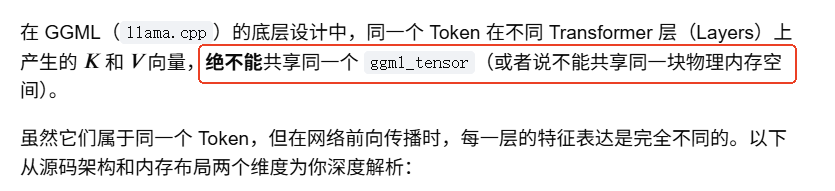 在 GGML（llama.cpp）的底层设计中，同一个 Token 在不同 Transformer 层（Layers）上
产生的 K 和 V 向量，绝不能共享同一个 ggml_tensor（或者说不能共享同一块物理内存空
间）。
虽然它们属于同一个 Token，但在网络前向传播时，每一层的特征表达是完全不同的。以下
从源码架构和内存布局两个维度为你深度解析：